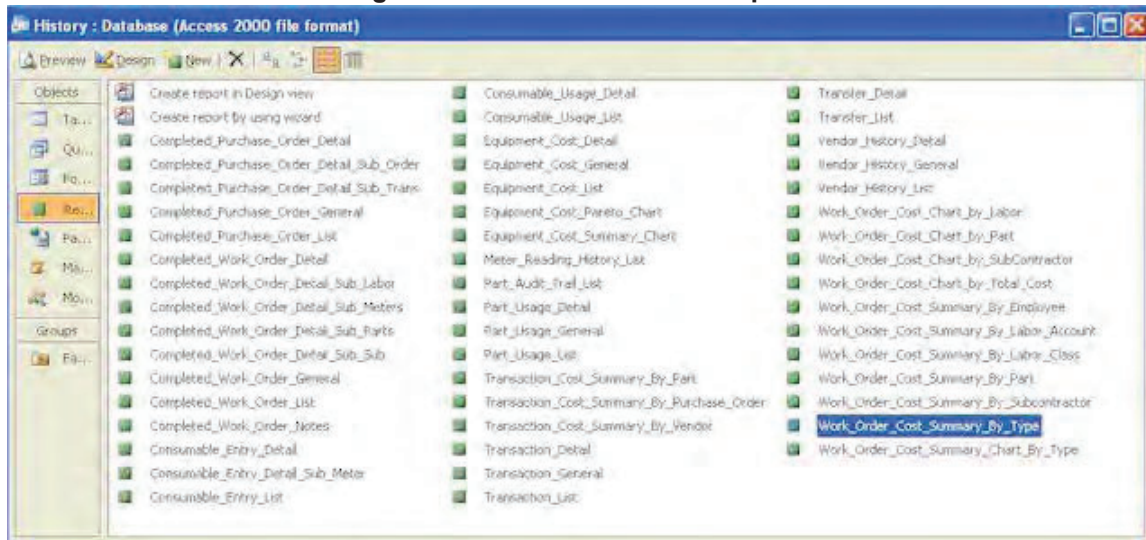 History : Database (Access 2000 file format)
Preview Design New
Objects
Ta...
Qu...
Fo...
Re...
Pa...
Ma...
Mo...
Groups
Fa...
Create report in Design view
Create report by using wizard
Completed_Purchase_Order_Detail
Completed_Purchase_Order_Detail_Sub_Order
Completed_Purchase_Order_Detail_Sub_Trans
Completed_Purchase_Order_General
Completed_Purchase_Order_List
Completed_Work_Order_Detail
Completed_Work_Order_Detail_Sub_Labor
Completed_Work_Order_Detail_Sub_Meters
Completed_Work_Order_Detail_Sub_Parts
Completed_Work_Order_Detail_Sub_Sub
Completed_Work_Order_General
Completed_Work_Order_List
Completed_Work_Order_Notes
Consumable_Entry_Detail
Consumable_Entry_Detail_Sub_Meter
Consumable_Entry_List
Consumable_Usage_Detail
Consumable_Usage_List
Equipment_Cost_Detail
Equipment_Cost_General
Equipment_Cost_List
Equipment_Cost_Pareto_Chart
Equipment_Cost_Summary_Chart
Meter_Reading_History_List
Part_Audit_Trail_List
Part_Usage_Detail
Part_Usage_General
Part_Usage_List
Transaction_Cost_Summary_By_Part
Transaction_Cost_Summary_By_Purchase_Order
Transaction_Cost_Summary_By_Vendor
Transaction_Detail
Transaction_General
Transaction_List
Transfer_Detail
Transfer_List
Vendor_History_Detail
Vendor_History_General
Vendor_History_List
Work_Order_Cost_Chart_by_Labor
Work_Order_Cost_Chart_by_Part
Work_Order_Cost_Chart_by_SubContractor
Work_Order_Cost_Chart_by_Total_Cost
Work_Order_Cost_Summary_By_Employee
Work_Order_Cost_Summary_By_Labor_Account
Work_Order_Cost_Summary_By_Labor_Class
Work_Order_Cost_Summary_By_Part
Work_Order_Cost_Summary_By_Subcontractor
Work_Order_Cost_Summary_By_Type
Work_Order_Cost_Summary_Chart_By_Type